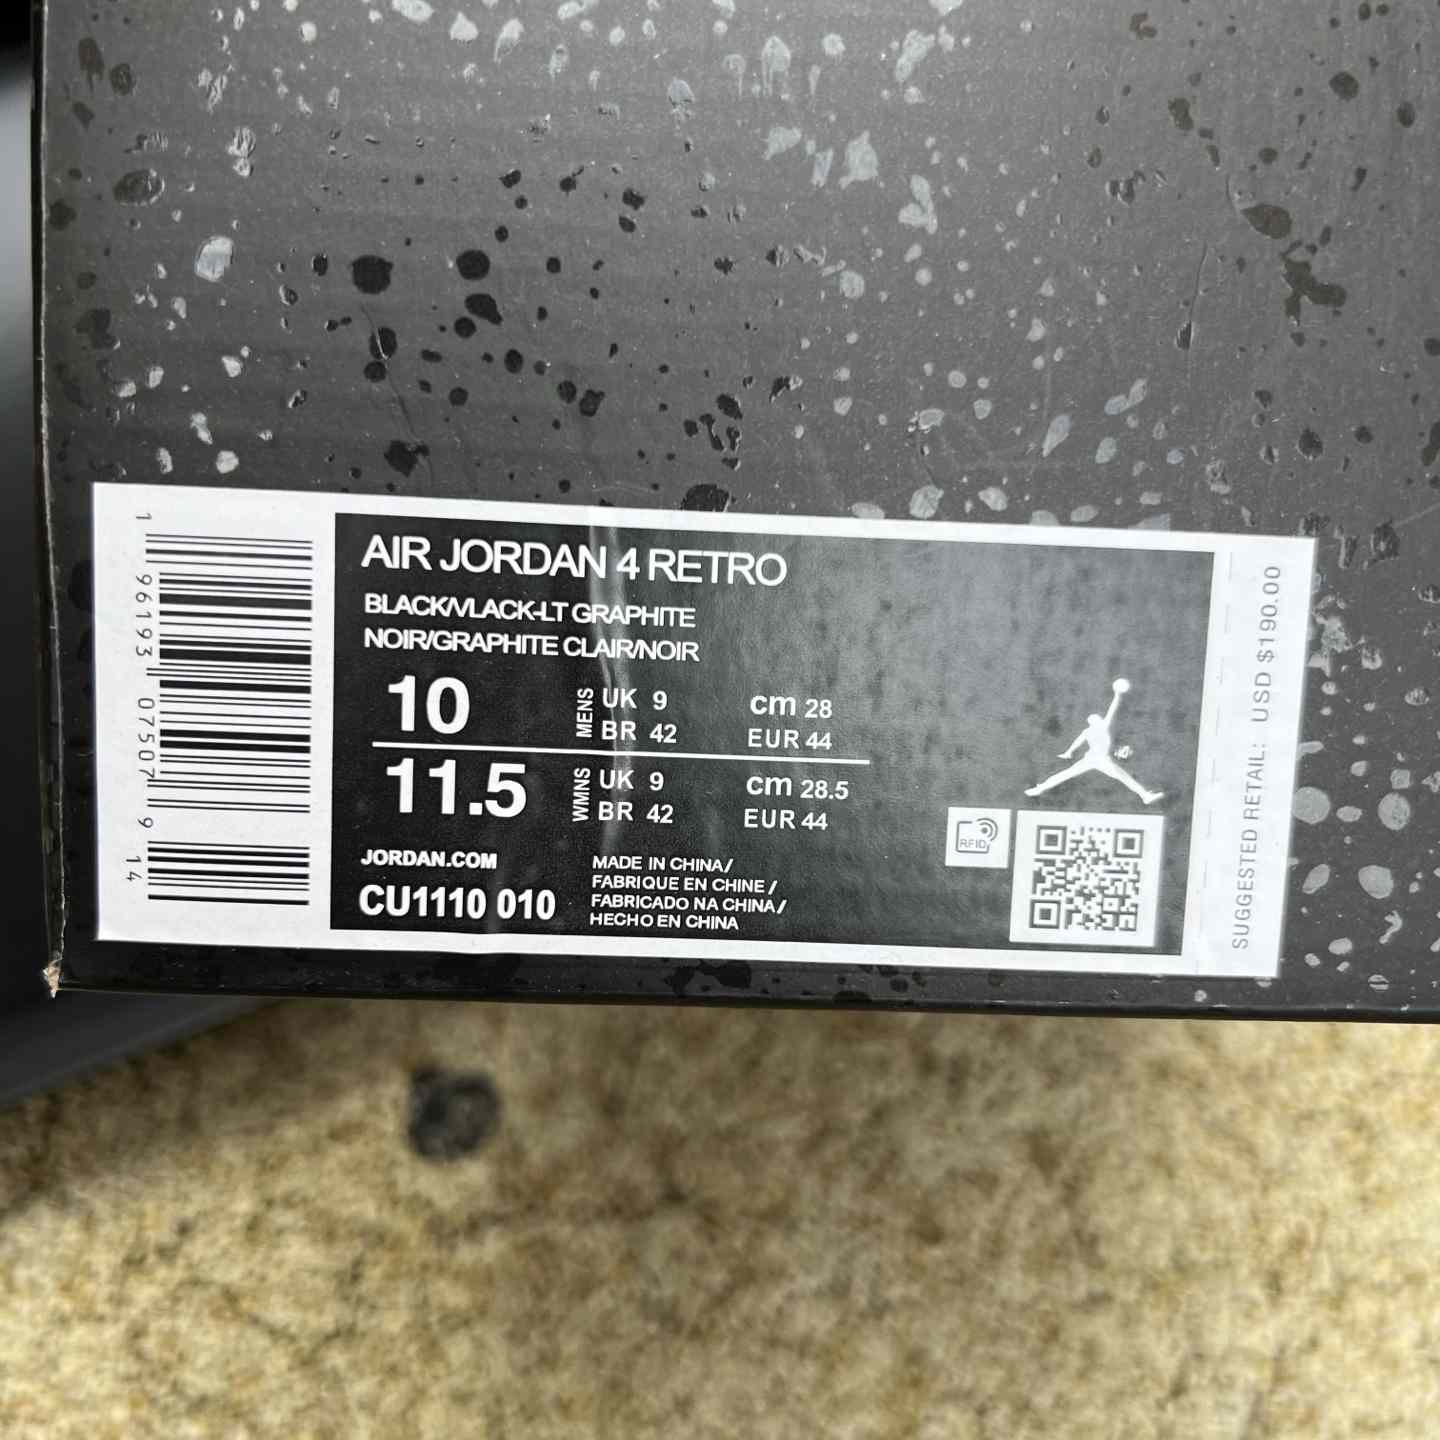 1 96193 07507 9 14
AIR JORDAN 4 RETRO
BLACK/VLACK-LT GRAPHITE
NOIR/GRAPHITE CLAIR/NOIR
10 MENS UK 9 cm 28
BR 42 EUR 44
11.5 WMNS UK 9 cm 28.5
BR 42 EUR 44
JORDAN.COM
CU1110 010
MADE IN CHINA/
FABRIQUE EN CHINE /
FABRICADO NA CHINA/
HECHO EN CHINA
RFID
SUGGESTED RETAIL: USD $190.00